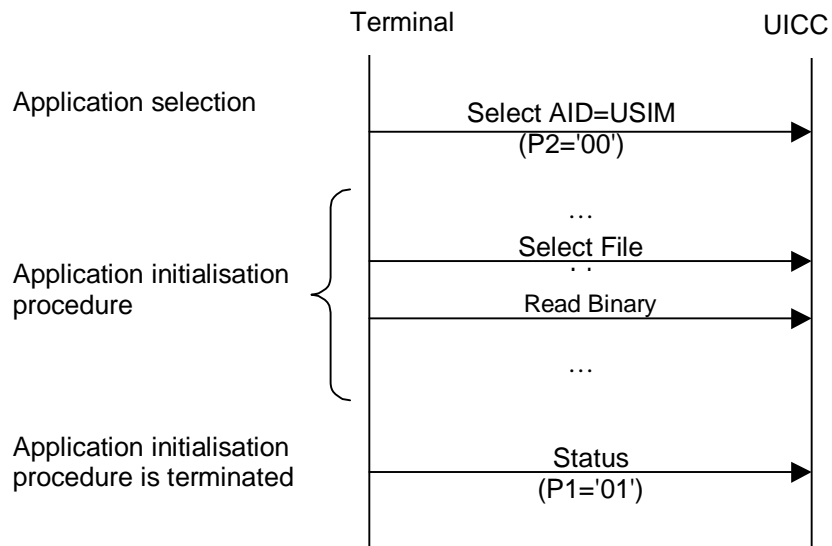 Terminal
UICC
Application selection
Select AID=USIM
(P2='00')
...
Select File
. .
Application initialisation
procedure
Read Binary
...
Application initialisation
procedure is terminated
Status
(P1='01')